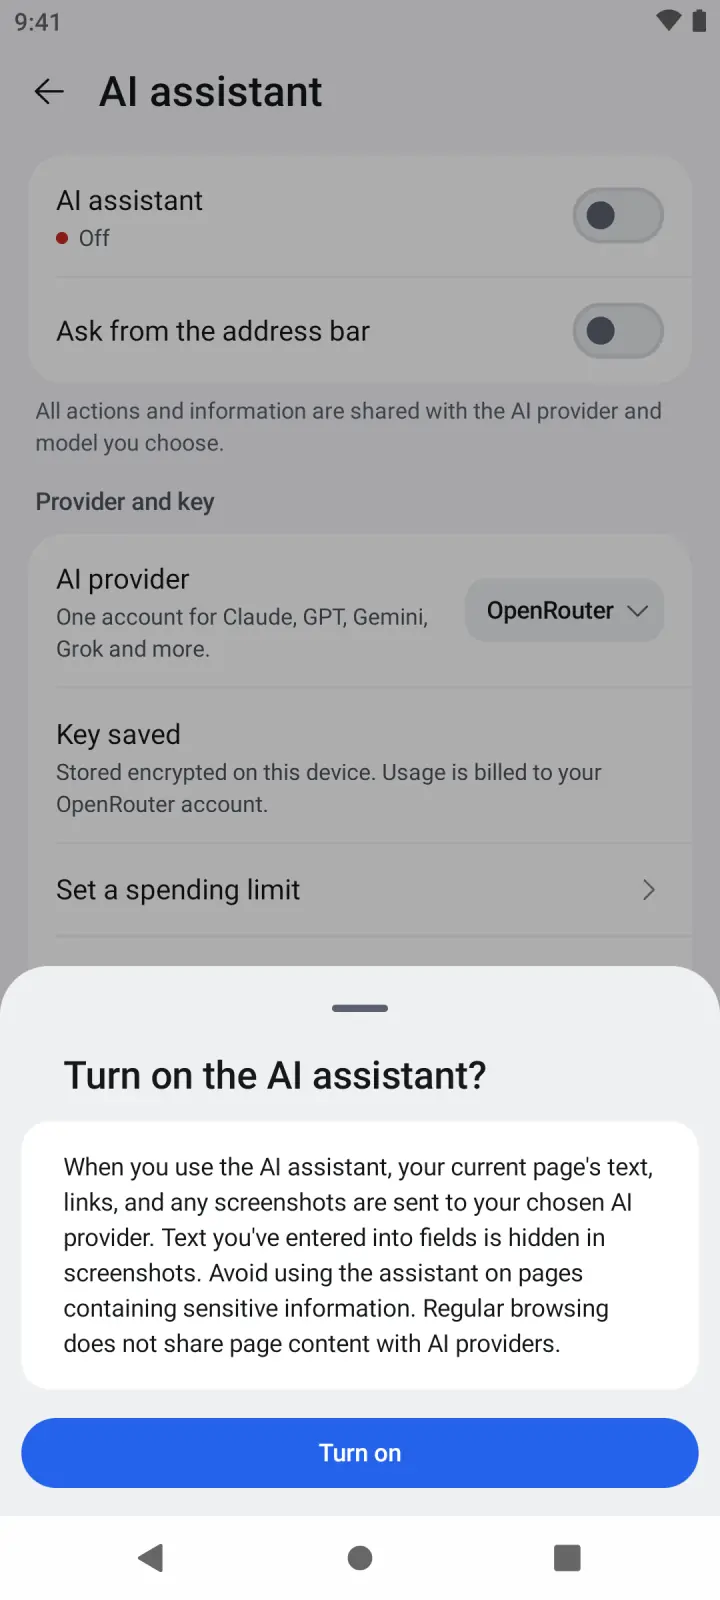 9:41
AI assistant
AI assistant
Off
Ask from the address bar
All actions and information are shared with the AI provider and
model you choose.
Provider and key
AI provider
One account for Claude, GPT, Gemini,
Grok and more.
OpenRouter
Key saved
Stored encrypted on this device. Usage is billed to your
OpenRouter account.
Set a spending limit
Turn on the AI assistant?
When you use the AI assistant, your current page's text,
links, and any screenshots are sent to your chosen AI
provider. Text you've entered into fields is hidden in
screenshots. Avoid using the assistant on pages
containing sensitive information. Regular browsing
does not share page content with AI providers.
Turn on